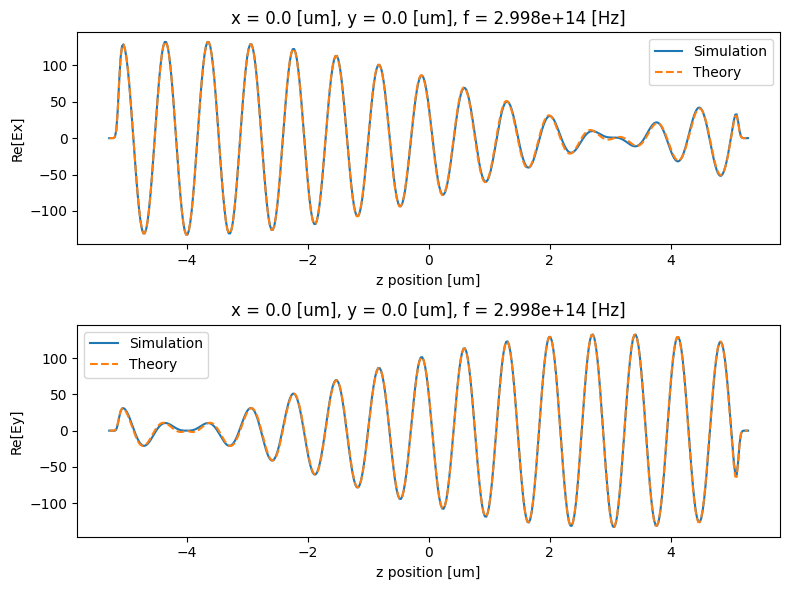 x = 0.0 [um], y = 0.0 [um], f = 2.998e+14 [Hz]
Simulation
Theory
Re[Ex]
100
50
0
−50
−100
−4
−2
0
2
4
z position [um]
x = 0.0 [um], y = 0.0 [um], f = 2.998e+14 [Hz]
Simulation
Theory
Re[Ey]
100
50
0
−50
−100
−4
−2
0
2
4
z position [um]